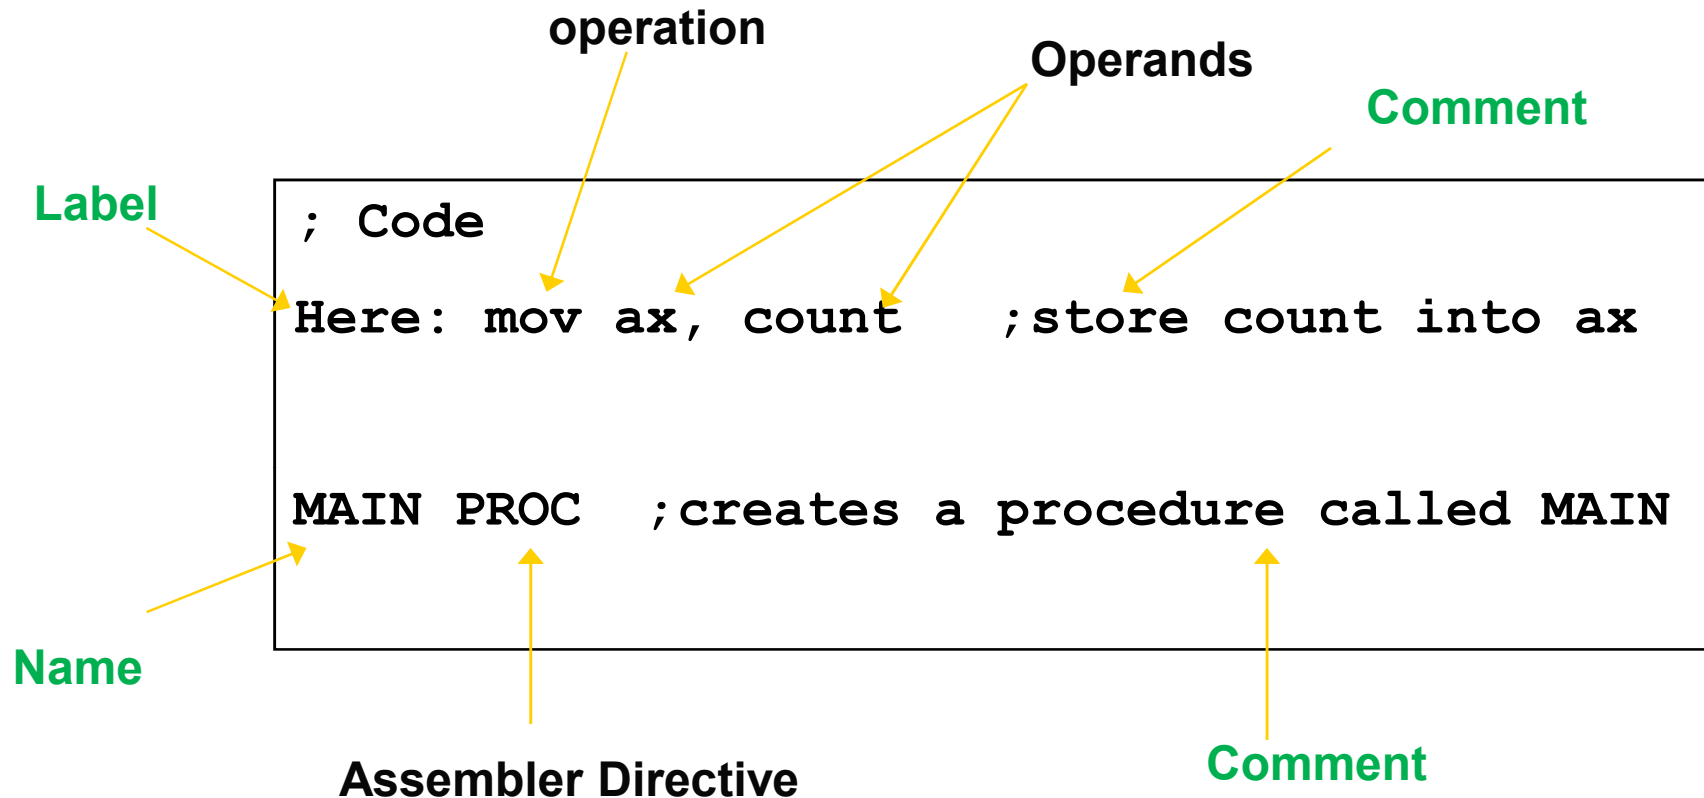 operation
Operands
Comment
Label
; Code
Here: mov ax, count ;store count into ax
MAIN PROC ;creates a procedure called MAIN
Name
Assembler Directive
Comment